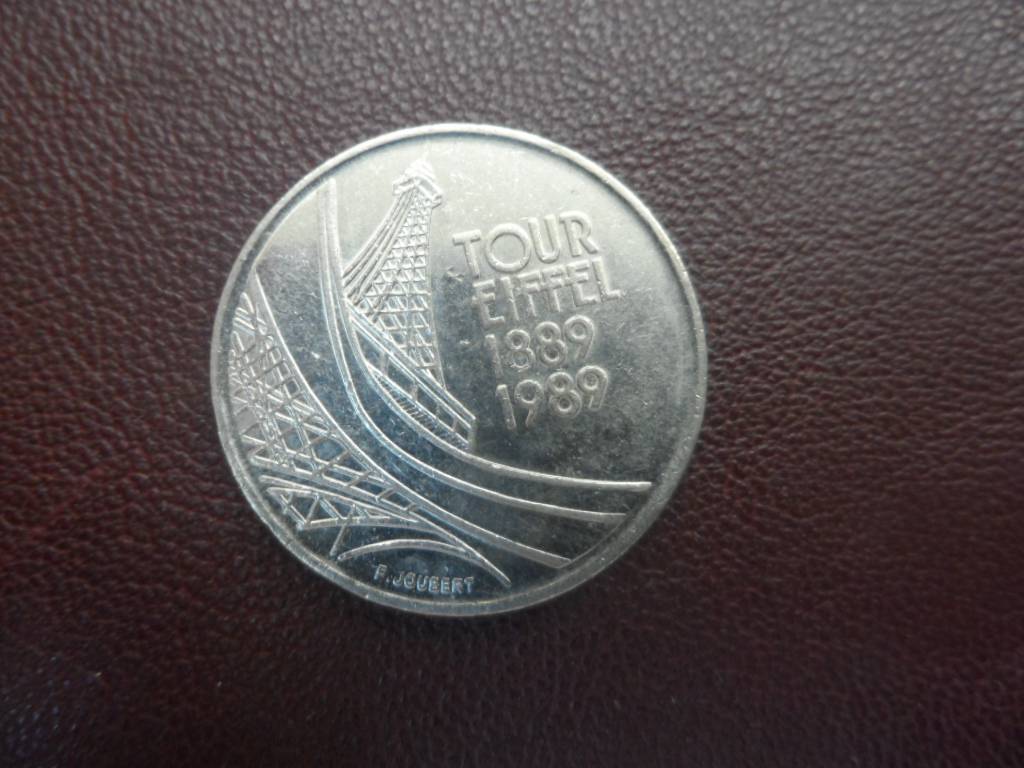 TOUR
EIFFEL
1889
1989
F. JOUBERT